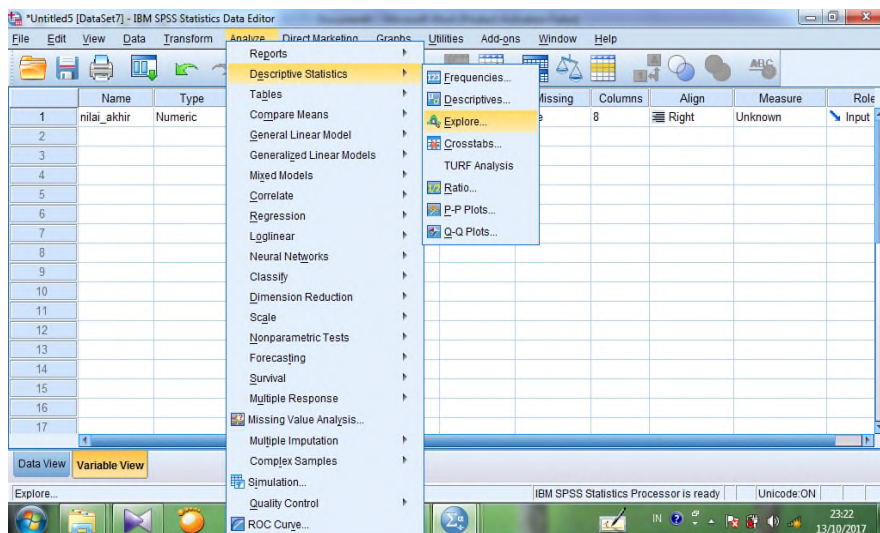 *Untitled5 [DataSet7] - IBM SPSS Statistics Data Editor
File Edit View Data Transform Analyze Direct Marketing Graphs Utilities Add-ons Window Help
Name Type Missing Columns Align Measure Role
1 nilai_akhir Numeric 8 Right Unknown Input
2
3
4
5
6
7
8
9
10
11
12
13
14
15
16
17
Reports
Descriptive Statistics
Tables
Compare Means
General Linear Model
Generalized Linear Models
Mixed Models
Correlate
Regression
Loglinear
Neural Networks
Classify
Dimension Reduction
Scale
Nonparametric Tests
Forecasting
Survival
Multiple Response
Missing Value Analysis...
Multiple Imputation
Complex Samples
Simulation...
Quality Control
ROC Curve...
Frequencies...
Descriptives...
Explore...
Crosstabs...
TURF Analysis
Ratio...
P-P Plots...
Q-Q Plots...
Data View Variable View
Explore... IBM SPSS Statistics Processor is ready Unicode:ON
IN 23:22
13/10/2017